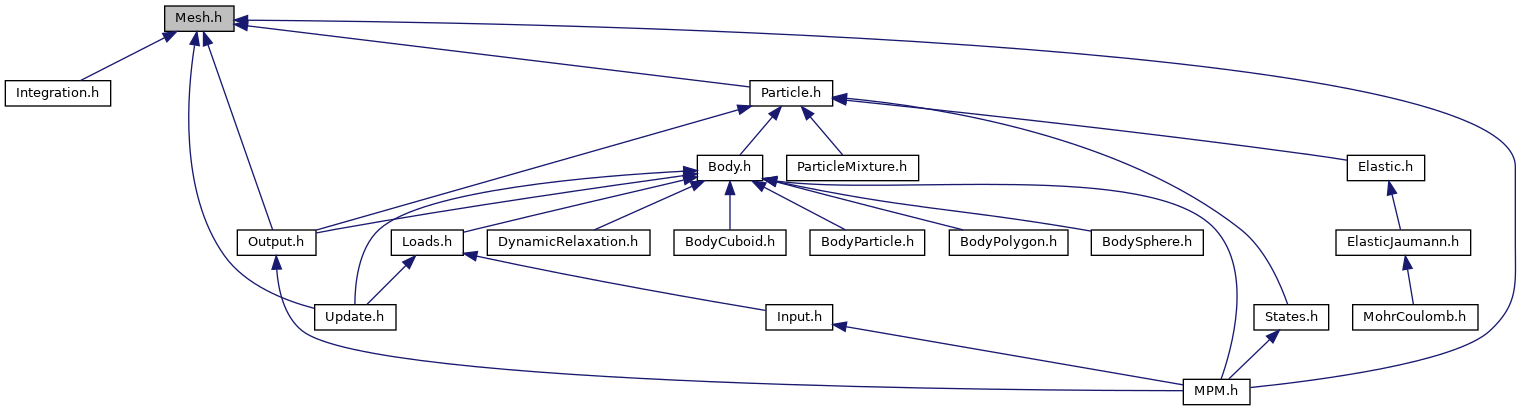 Mesh.h
Integration.h
Particle.h
Body.h
ParticleMixture.h
Elastic.h
Output.h
Loads.h
DynamicRelaxation.h
BodyCuboid.h
BodyParticle.h
BodyPolygon.h
BodySphere.h
ElasticJaumann.h
Update.h
Input.h
States.h
MohrCoulomb.h
MPM.h